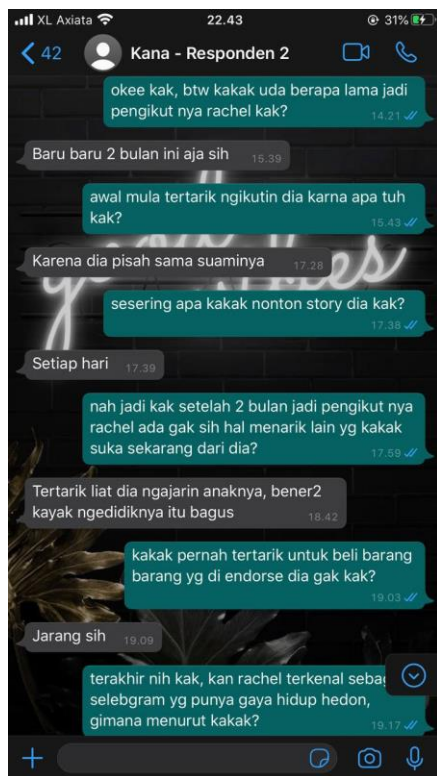 XL Axiata
22.43
31%
42
Kana - Responden 2
okee kak, btw kakak uda berapa lama jadi
pengikut nya rachel kak?
14.21
Baru baru 2 bulan ini aja sih
15.39
awal mula tertarik ngikutin dia karna apa tuh
kak?
15.43
Karena dia pisah sama suaminya
17.28
sesering apa kakak nonton story dia kak?
17.38
Setiap hari
17.39
nah jadi kak setelah 2 bulan jadi pengikut nya
rachel ada gak sih hal menarik lain yg kakak
suka sekarang dari dia?
17.59
Tertarik liat dia ngajarin anaknya, bener2
kayak ngedidiknya itu bagus
18.42
kakak pernah tertarik untuk beli barang
barang yg di endorse dia gak kak?
19.03
Jarang sih
19.09
terakhir nih kak, kan rachel terkenal seba
selebgram yg punya gaya hidup hedon,
gimana menurut kakak?
19.17